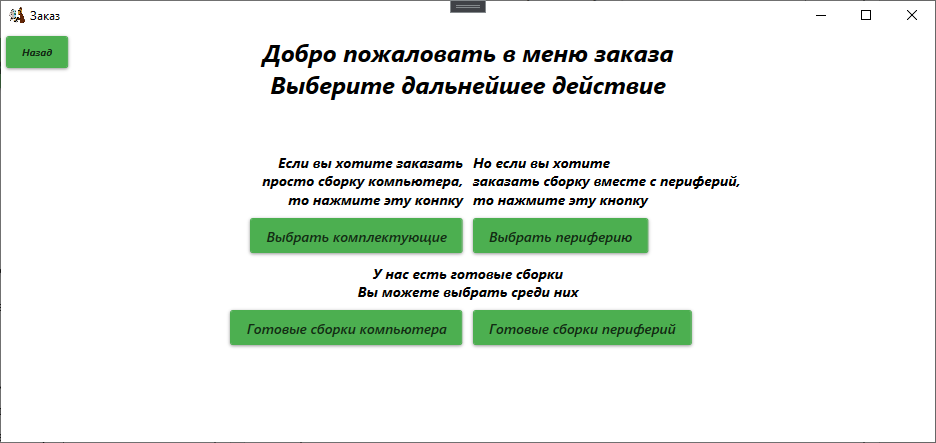 Заказ
Назад
Добро пожаловать в меню заказа
Выберите дальнейшее действие
Если вы хотите заказать
просто сборку компьютера,
то нажмите эту конпку
Но если вы хотите
заказать сборку вместе с периферий,
то нажмите эту кнопку
Выбрать комплектующие
Выбрать периферию
У нас есть готовые сборки
Вы можете выбрать среди них
Готовые сборки компьютера
Готовые сборки периферий